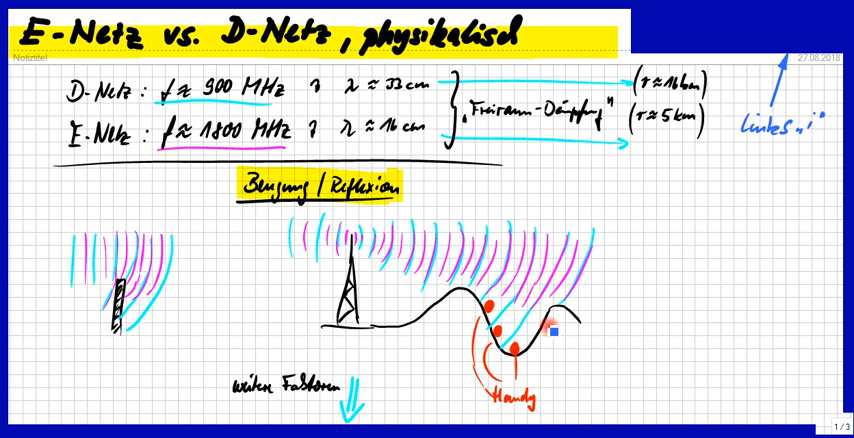 E-Netz vs. D-Netz, physikalisch
Notiztitel
27.08.2018
D-Netz: f ≈ 900 MHz ; λ ≈ 33 cm
(r ≈ 16 km)
"Freiraum-Dämpfung"
E-Netz: f ≈ 1800 MHz ; λ ≈ 16 cm
(r ≈ 5 km)
Links "i"
Beugung / Reflexion
weitere Faktoren
Handy
1 / 3